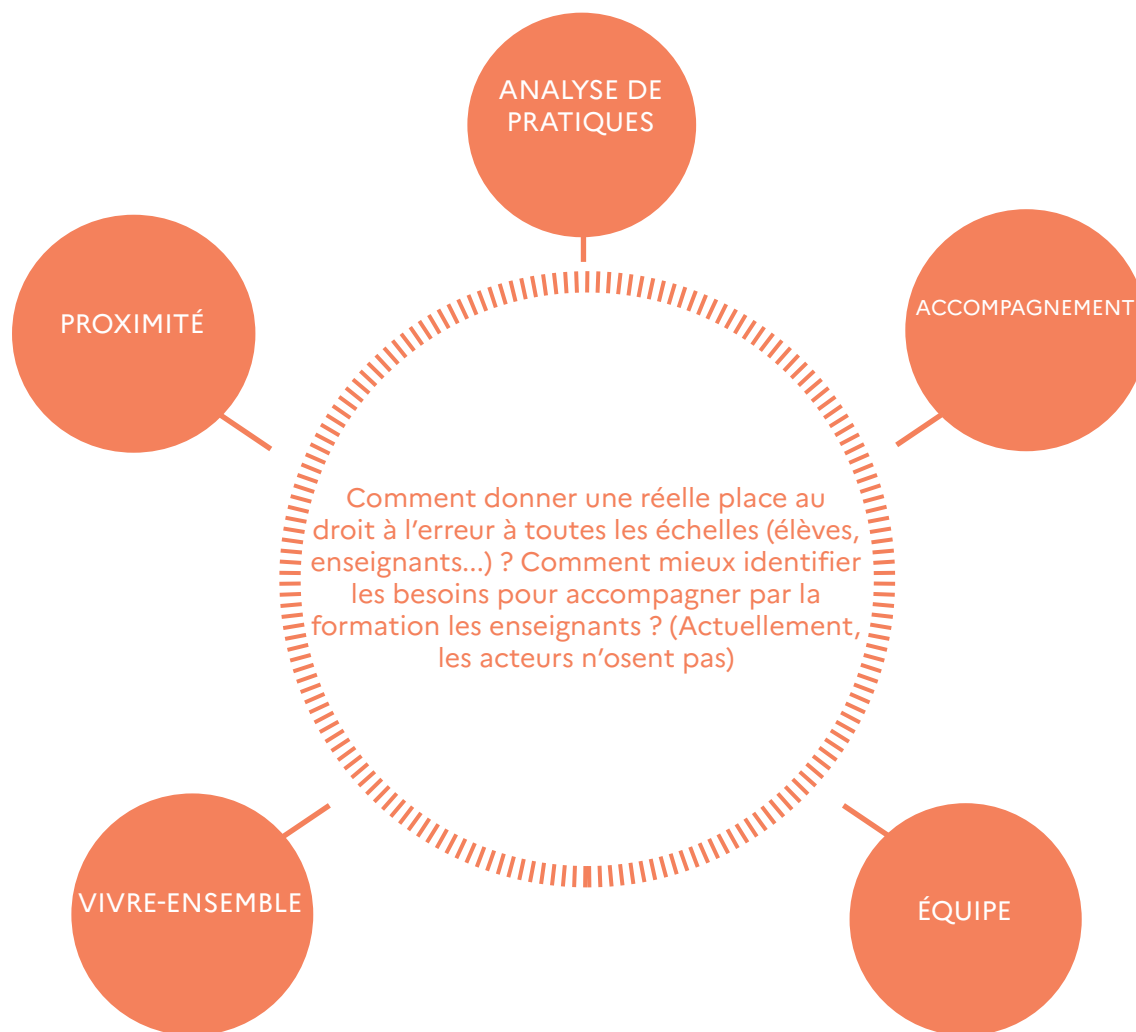 ANALYSE DE
PRATIQUES
PROXIMITÉ
ACCOMPAGNEMENT
Comment donner une réelle place au
droit à l’erreur à toutes les échelles (élèves,
enseignants...) ? Comment mieux identifier
les besoins pour accompagner par la
formation les enseignants ? (Actuellement,
les acteurs n’osent pas)
VIVRE-ENSEMBLE
ÉQUIPE